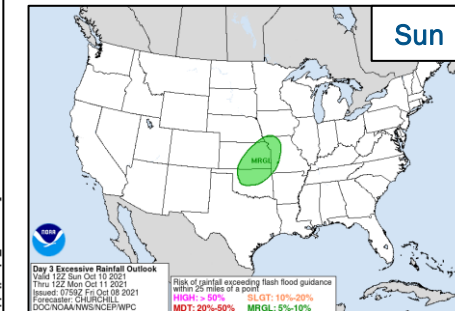 Sun
MRGL
NOAA
Day 3 Excessive Rainfall Outlook
Valid 12Z Sun Oct 10 2021
Thru 12Z Mon Oct 11 2021
Issued: 0759Z Fri Oct 08 2021
Forecaster: CHURCHILL
DOC/NOAA/NWS/NCEP/WPC
Risk of rainfall exceeding flash flood guidance
within 25 miles of a point
HIGH: > 50% SLGT: 10%-20%
MDT: 20%-50% MRGL: 5%-10%